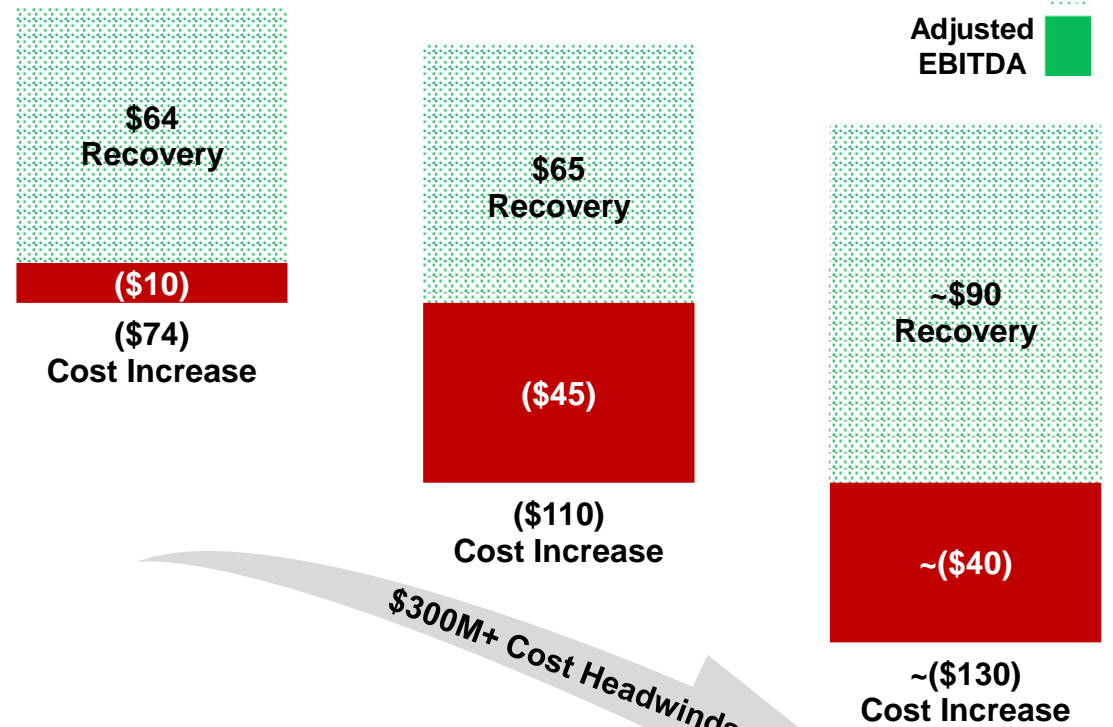 Adjusted
EBITDA
$64
Recovery
($10)
($74)
Cost Increase
$65
Recovery
($45)
($110)
Cost Increase
~$90
Recovery
~($40)
~($130)
Cost Increase
$300M+ Cost Headwinds